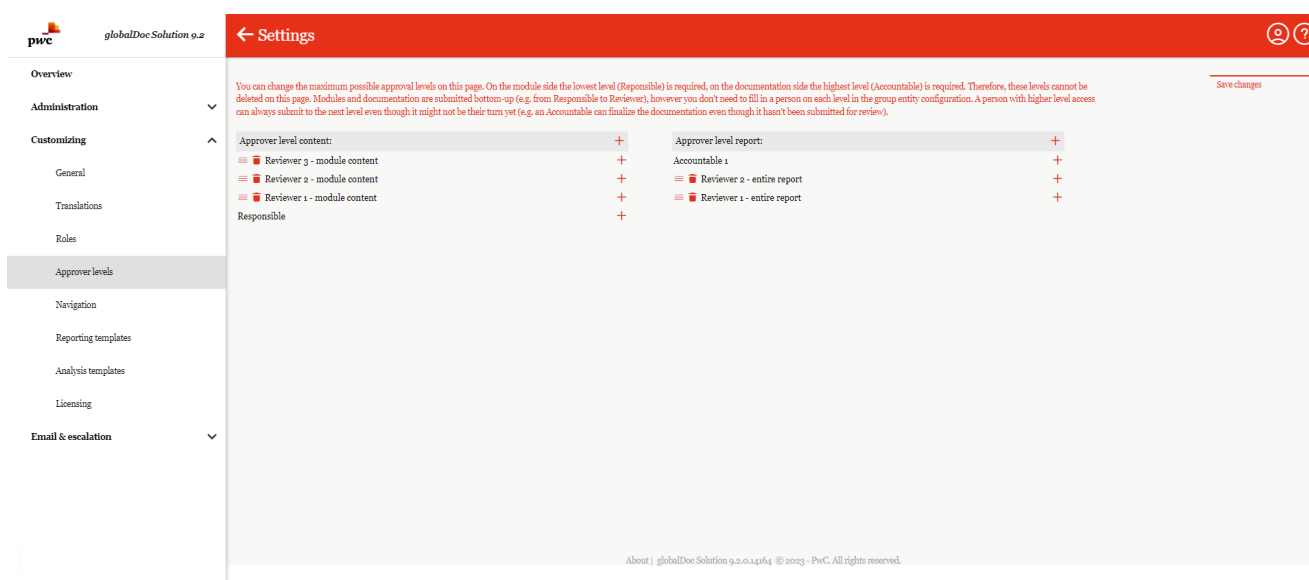 pwc
globalDoc Solution 9.2
← Settings
Overview
Administration
Customizing
General
Translations
Roles
Approver levels
Navigation
Reporting templates
Analysis templates
Licensing
Email & escalation
You can change the maximum possible approval levels on this page. On the module side the lowest level (Reponsible) is required, on the documentation side the highest level (Accountable) is required. Therefore, these levels cannot be
deleted on this page. Modules and documentation are submitted bottom-up (e.g. from Responsible to Reviewer), however you don't need to fill in a person on each level in the group entity configuration. A person with higher level access
can always submit to the next level even though it might not be their turn yet (e.g. an Accountable can finalize the documentation even though it hasn't been submitted for review).
Save changes
Approver level content: +
Reviewer 3 - module content +
Reviewer 2 - module content +
Reviewer 1 - module content +
Responsible +
Approver level report: +
Accountable 1 +
Reviewer 2 - entire report +
Reviewer 1 - entire report +
About | globalDoc Solution 9.2.0.14164 © 2023 - PwC. All rights reserved.